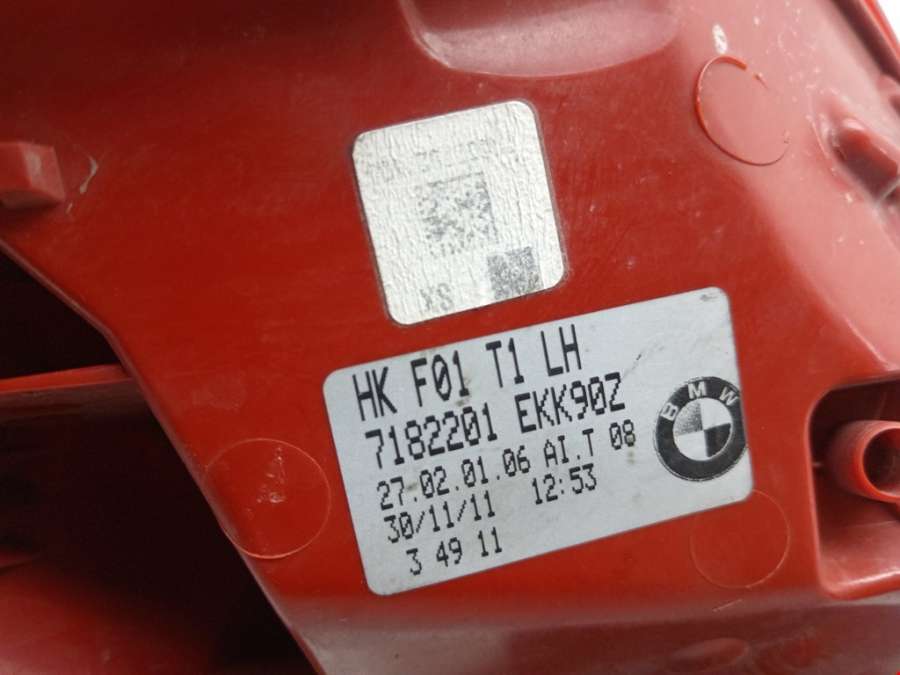 SX
HK F01 T1 LH
7182201 EKK90Z
27.02.01.06 AI.T 08
30/11/11 12:53
3 49 11
BMW